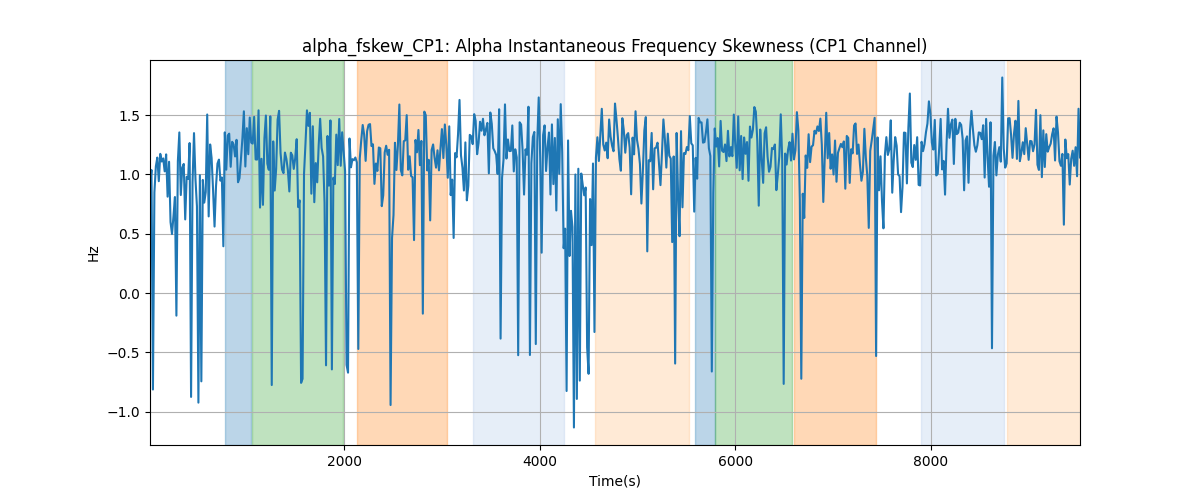 alpha_fskew_CP1: Alpha Instantaneous Frequency Skewness (CP1 Channel)
1.5
1.0
0.5
0.0
−0.5
−1.0
Hz
2000 4000 6000 8000
Time(s)